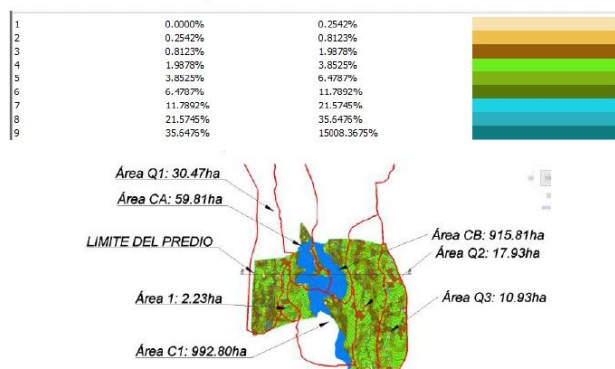 1 0.0000% 0.2542%
2 0.2542% 0.8123%
3 0.8123% 1.9878%
4 1.9878% 3.8525%
5 3.8525% 6.4787%
6 6.4787% 11.7892%
7 11.7892% 21.5745%
8 21.5745% 35.6476%
9 35.6476% 15008.3675%
Área Q1: 30.47ha
Área CA: 59.81ha
LIMITE DEL PREDIO
Área CB: 915.81ha
Área Q2: 17.93ha
Área 1: 2.23ha
Área Q3: 10.93ha
Área C1: 992.80ha